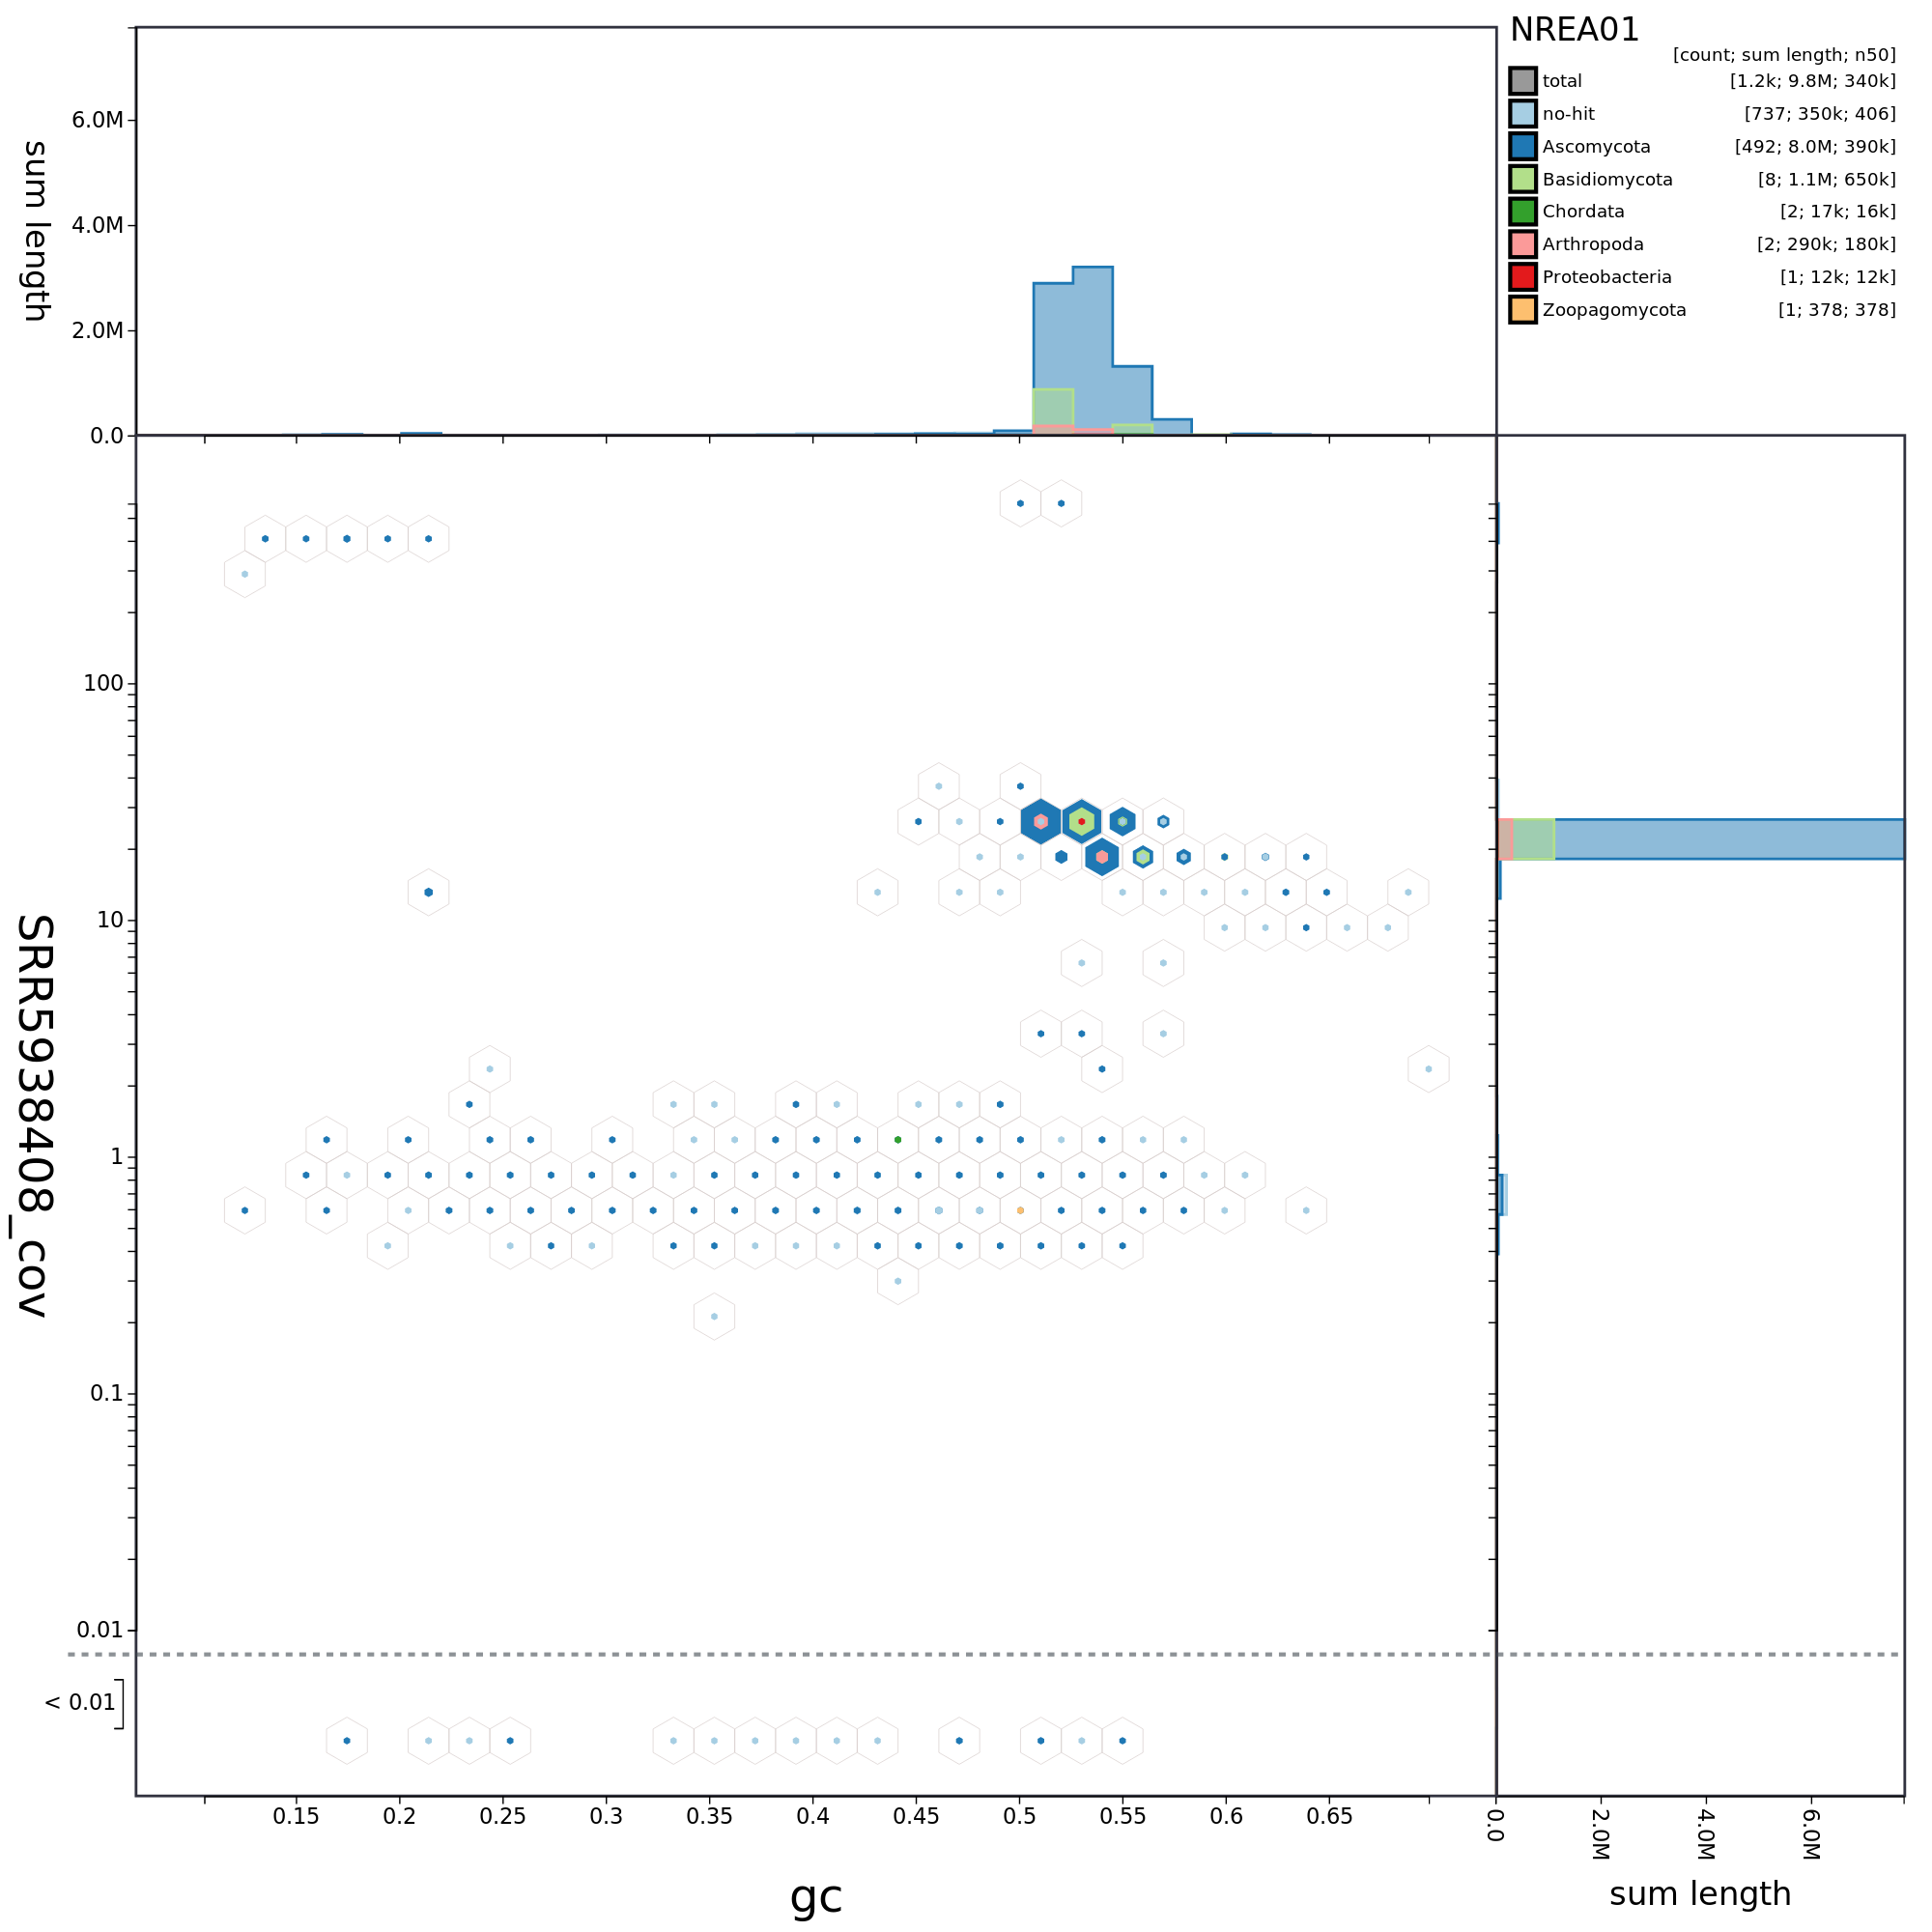 NREA01
[count; sum length; n50]
total [1.2k; 9.8M; 340k]
no-hit [737; 350k; 406]
Ascomycota [492; 8.0M; 390k]
Basidiomycota [8; 1.1M; 650k]
Chordata [2; 17k; 16k]
Arthropoda [2; 290k; 180k]
Proteobacteria [1; 12k; 12k]
Zoopagomycota [1; 378; 378]
sum length
6.0M
4.0M
2.0M
0.0
SRR5938408_cov
100
10
1
0.1
0.01
< 0.01
0.15 0.2 0.25 0.3 0.35 0.4 0.45 0.5 0.55 0.6 0.65
gc
0.0 2.0M 4.0M 6.0M
sum length